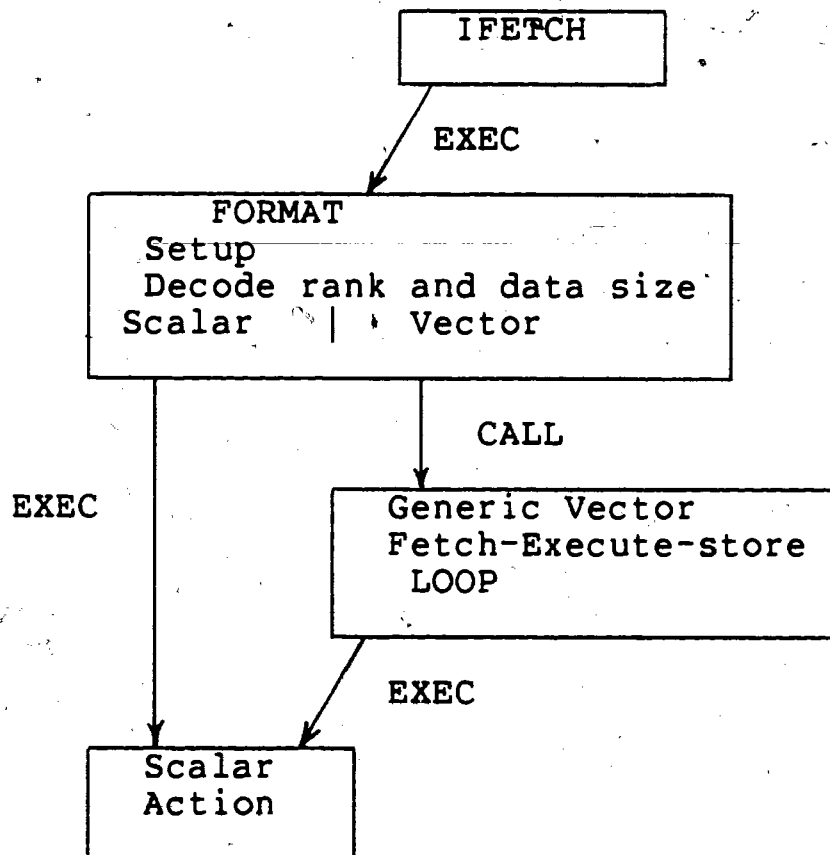 IFETCH
EXEC
FORMAT
Setup
Decode rank and data size
Scalar | Vector
CALL
EXEC
Generic Vector
Fetch-Execute-store
LOOP
EXEC
Scalar
Action